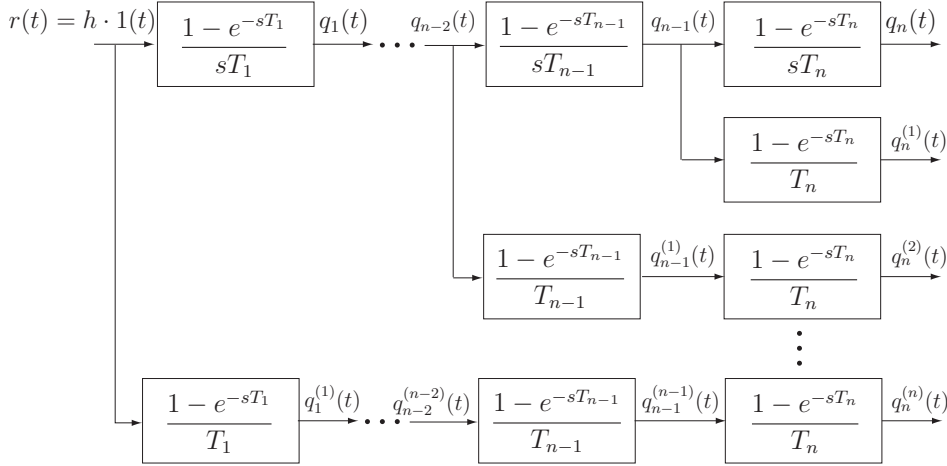 r(t) = h · 1(t)
1 − e^{−sT_1}
sT_1
q_1(t)
• • •
q_{n−2}(t)
1 − e^{−sT_{n−1}}
sT_{n−1}
q_{n−1}(t)
1 − e^{−sT_n}
sT_n
q_n(t)
1 − e^{−sT_n}
T_n
q_n^{(1)}(t)
1 − e^{−sT_{n−1}}
T_{n−1}
q_{n−1}^{(1)}(t)
1 − e^{−sT_n}
T_n
q_n^{(2)}(t)
1 − e^{−sT_1}
T_1
q_1^{(1)}(t)
• • •
q_{n−2}^{(n−2)}(t)
1 − e^{−sT_{n−1}}
T_{n−1}
q_{n−1}^{(n−1)}(t)
1 − e^{−sT_n}
T_n
q_n^{(n)}(t)